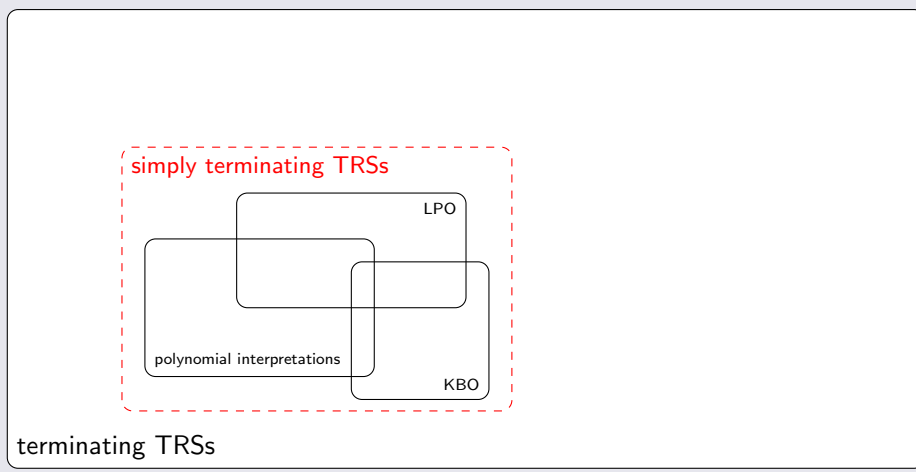 simply terminating TRSs
LPO
polynomial interpretations
KBO
terminating TRSs